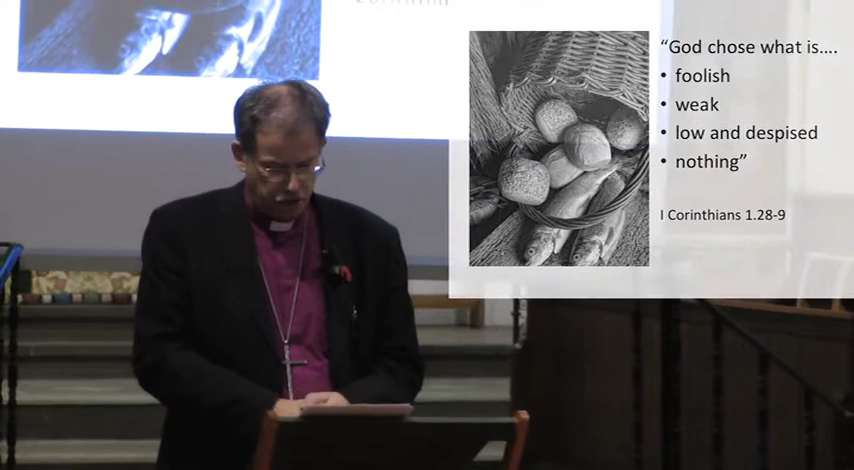 “God chose what is....
• foolish
• weak
• low and despised
• nothing”
I Corinthians 1.28-9